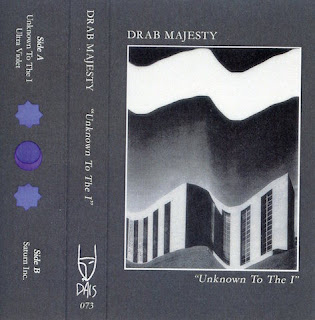 Side A
Unknown To The I
Ultra Violet
Side B
Saturn Inc.
DRAB MAJESTY
"Unknown To The I"
DAIS
073
DRAB MAJESTY
"Unknown To The I"